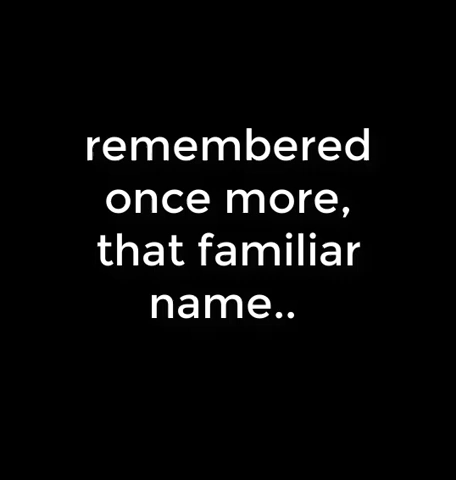 remembered
once more,
that familiar
name..